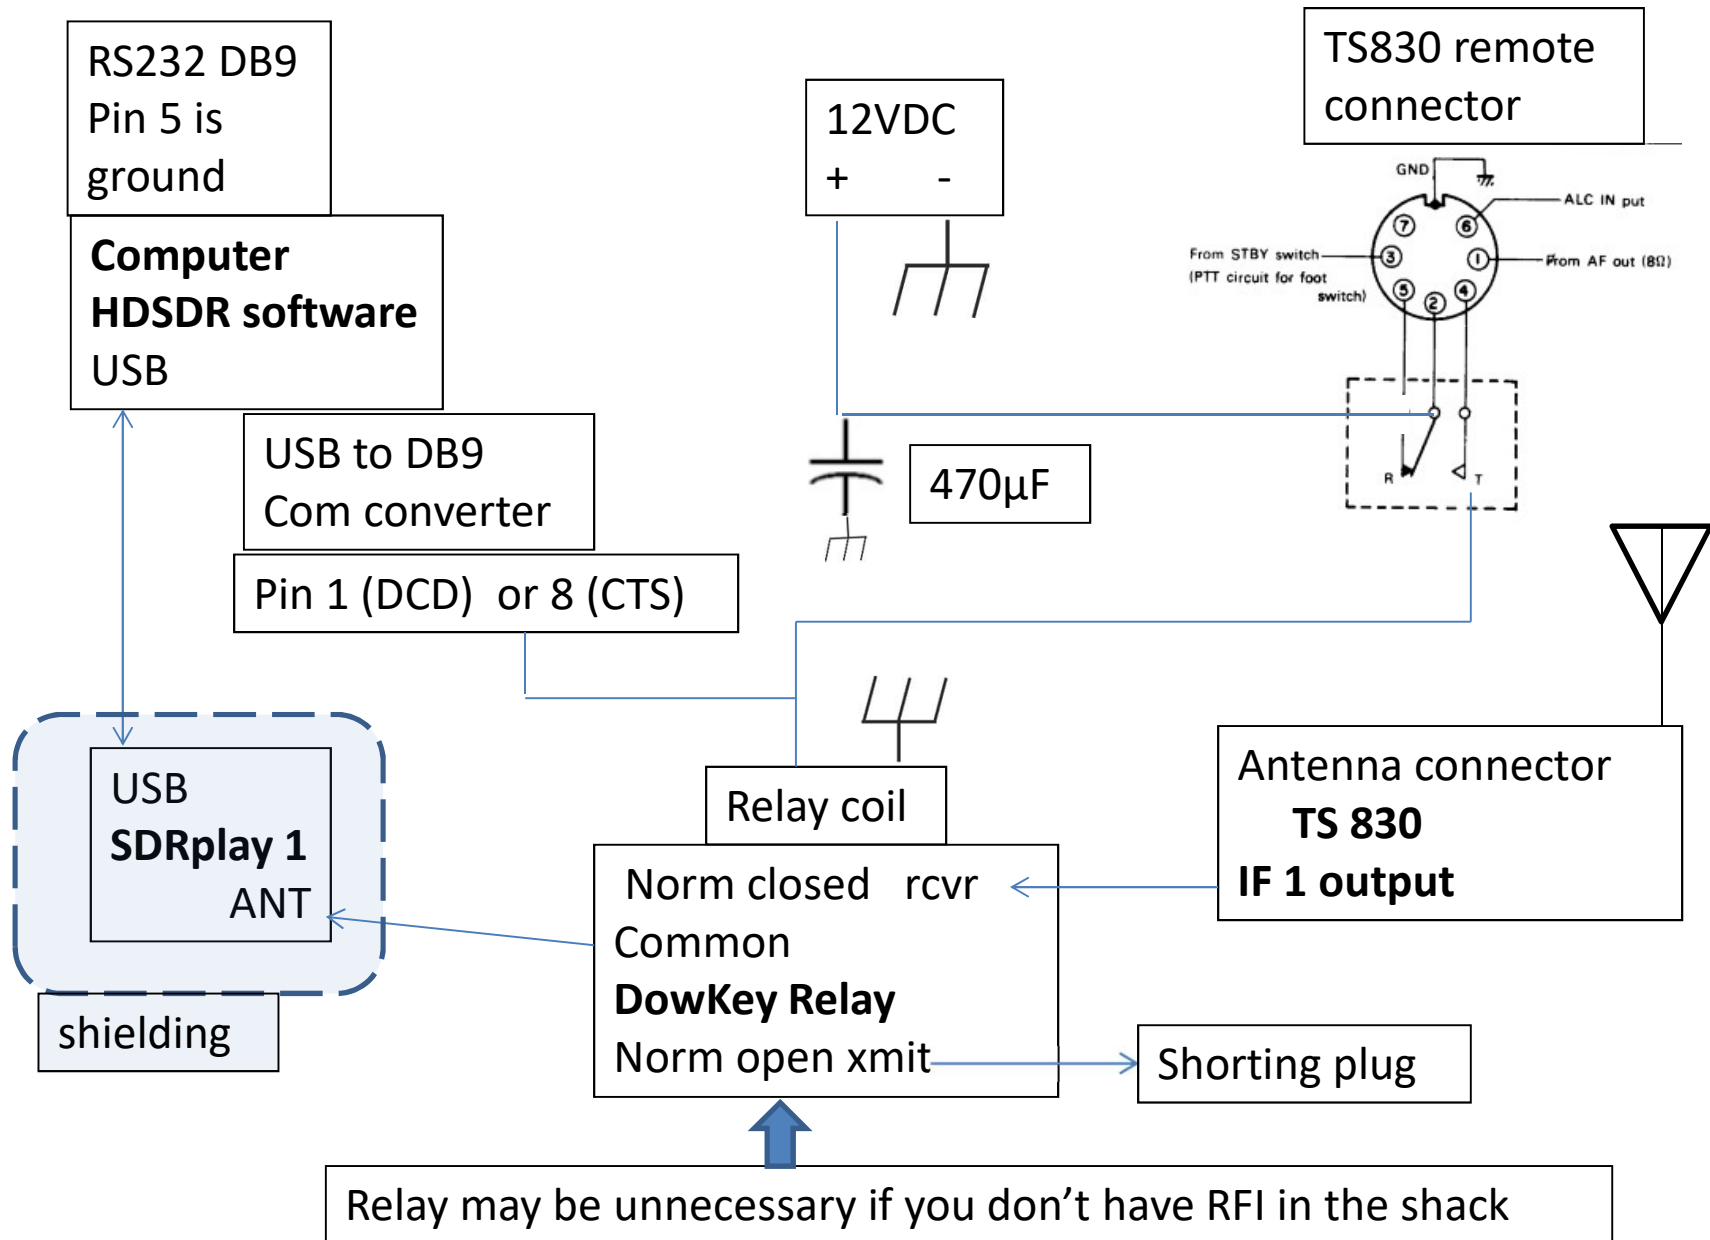 RS232 DB9
Pin 5 is
ground
Computer
HDSDR software
USB
USB to DB9
Com converter
Pin 1 (DCD)  or 8 (CTS)
USB
SDRplay 1
ANT
shielding
12VDC
+ -
470µF
TS830 remote
connector
GND
ALC IN put
7
6
From STBY switch
(PTT circuit for foot
switch)
3
1
From AF out (8Ω)
5
2
4
R
T
Relay coil
Norm closed rcvr
Common
DowKey Relay
Norm open xmit
Antenna connector
TS 830
IF 1 output
Shorting plug
Relay may be unnecessary if you don’t have RFI in the shack